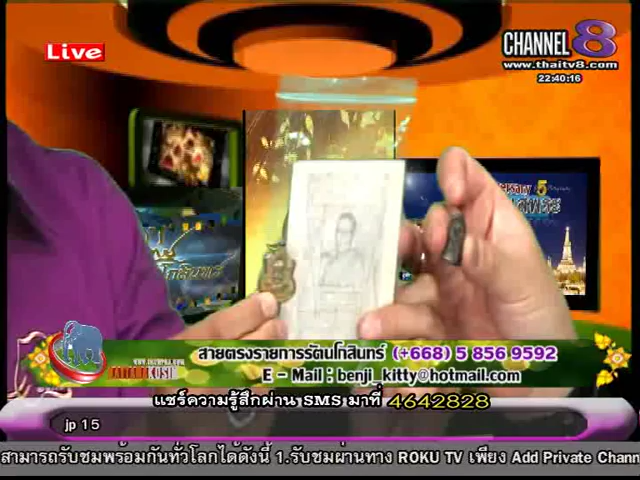 Live
CHANNEL 8
www.thaitv8.com
22:40:16
สายตรงรายการรัตนโกสินทร์ (+668) 5 856 9592
E - Mail : benji_kitty@hotmail.com
แชร์ความรู้สึกผ่าน SMS มาที่ 4642828
jp 15
สามารถรับชมพร้อมกันทั่วโลกได้ดังนี้ 1.รับชมผ่านทาง ROKU TV เพียง Add Private Chann